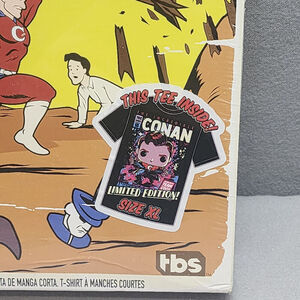 C
THIS TEE INSIDE!
CONAN
LIMITED EDITION!
SIZE XL
tbs
TA DE MANGA CORTA, T-SHIRT À MANCHES COURTES